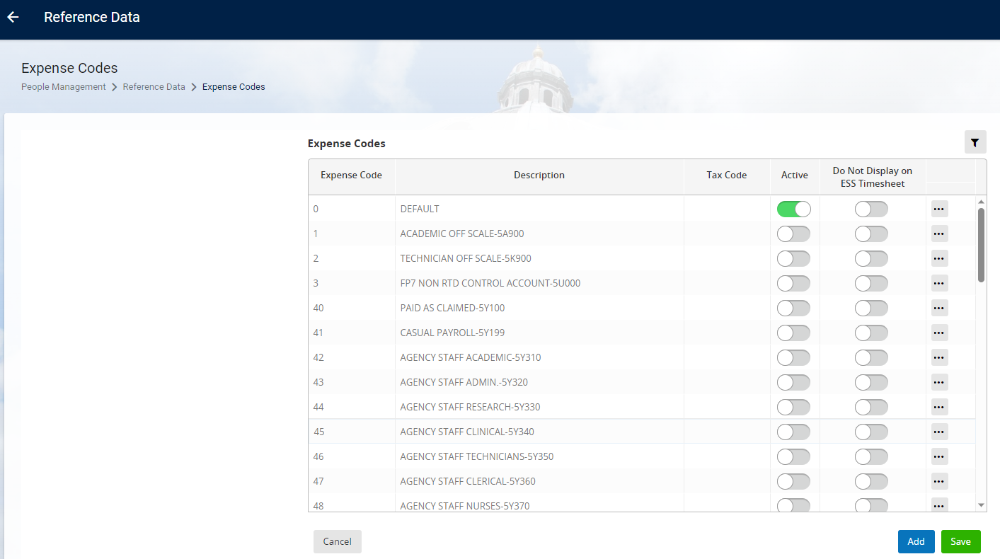 Reference Data
Expense Codes
People Management > Reference Data > Expense Codes
Expense Codes
Expense Code Description Tax Code Active Do Not Display on
ESS Timesheet
0 DEFAULT
1 ACADEMIC OFF SCALE-5A900
2 TECHNICIAN OFF SCALE-5K900
3 FP7 NON RTD CONTROL ACCOUNT-5U000
40 PAID AS CLAIMED-5Y100
41 CASUAL PAYROLL-5Y199
42 AGENCY STAFF ACADEMIC-5Y310
43 AGENCY STAFF ADMIN.-5Y320
44 AGENCY STAFF RESEARCH-5Y330
45 AGENCY STAFF CLINICAL-5Y340
46 AGENCY STAFF TECHNICIANS-5Y350
47 AGENCY STAFF CLERICAL-5Y360
48 AGENCY STAFF NURSES-5Y370
Cancel Add Save